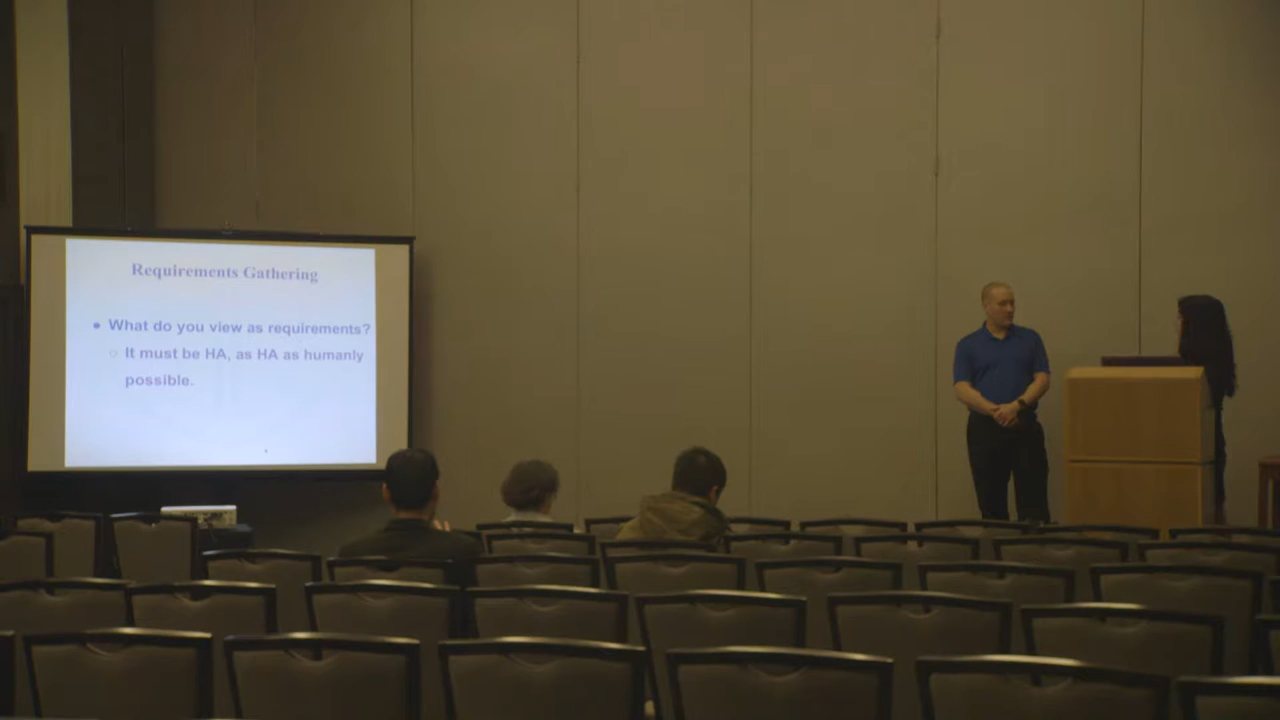 Requirements Gathering
● What do you view as requirements?
○ It must be HA, as HA as humanly
possible.